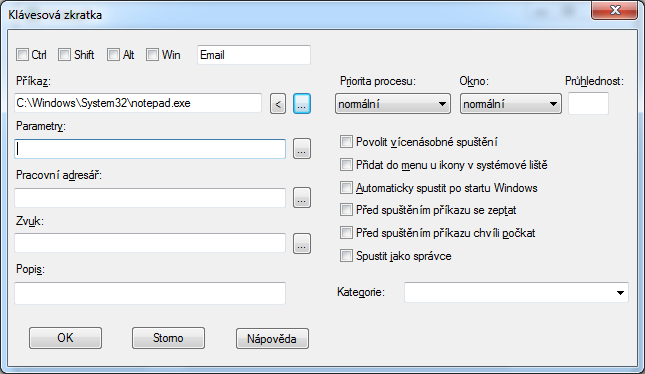 Klávesová zkratka
Ctrl Shift Alt Win Email
Příkaz: Priorita procesu: Okno: Průhlednost:
C:\Windows\System32\notepad.exe < ... normální normální
Parametry:
Povolit vícenásobné spuštění
...
Přidat do menu u ikony v systémové liště
Pracovní adresář:
Automaticky spustit po startu Windows
...
Před spuštěním příkazu se zeptat
Zvuk:
Před spuštěním příkazu chvíli počkat
...
Spustit jako správce
Popis:
Kategorie:
OK Storno Nápověda